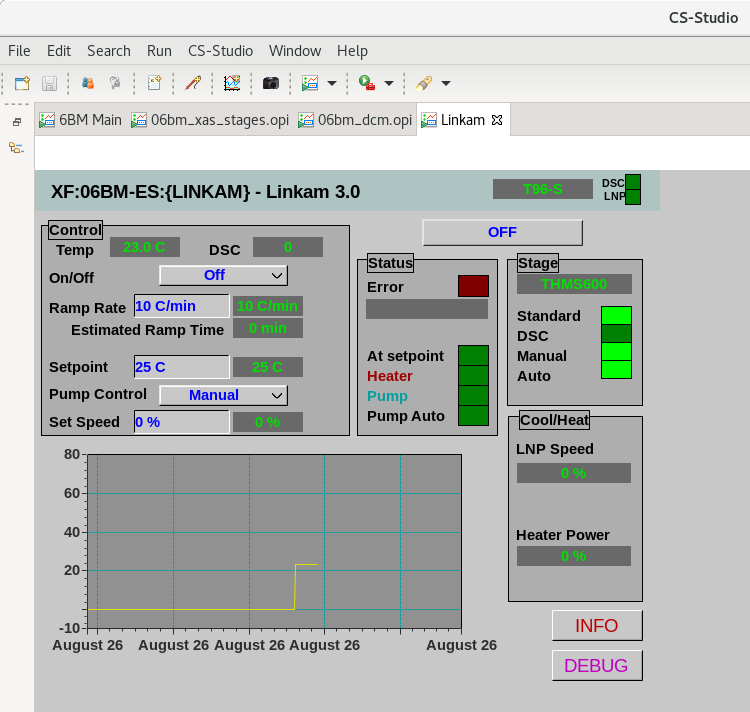 CS-Studio
File Edit Search Run CS-Studio Window Help
6BM Main 06bm_xas_stages.opi 06bm_dcm.opi Linkam
XF:06BM-ES:{LINKAM} - Linkam 3.0
T96-S
DSC
LNP
OFF
Control
Temp 23.0 C DSC 0
On/Off Off
Ramp Rate 10 C/min 10 C/min
Estimated Ramp Time 0 min
Setpoint 25 C 25 C
Pump Control Manual
Set Speed 0 % 0 %
Status
Error
At setpoint
Heater
Pump
Pump Auto
Stage
THMS600
Standard
DSC
Manual
Auto
Cool/Heat
LNP Speed
0 %
Heater Power
0 %
80
60
40
20
-10
August 26 August 26 August 26 August 26 August 26
INFO
DEBUG